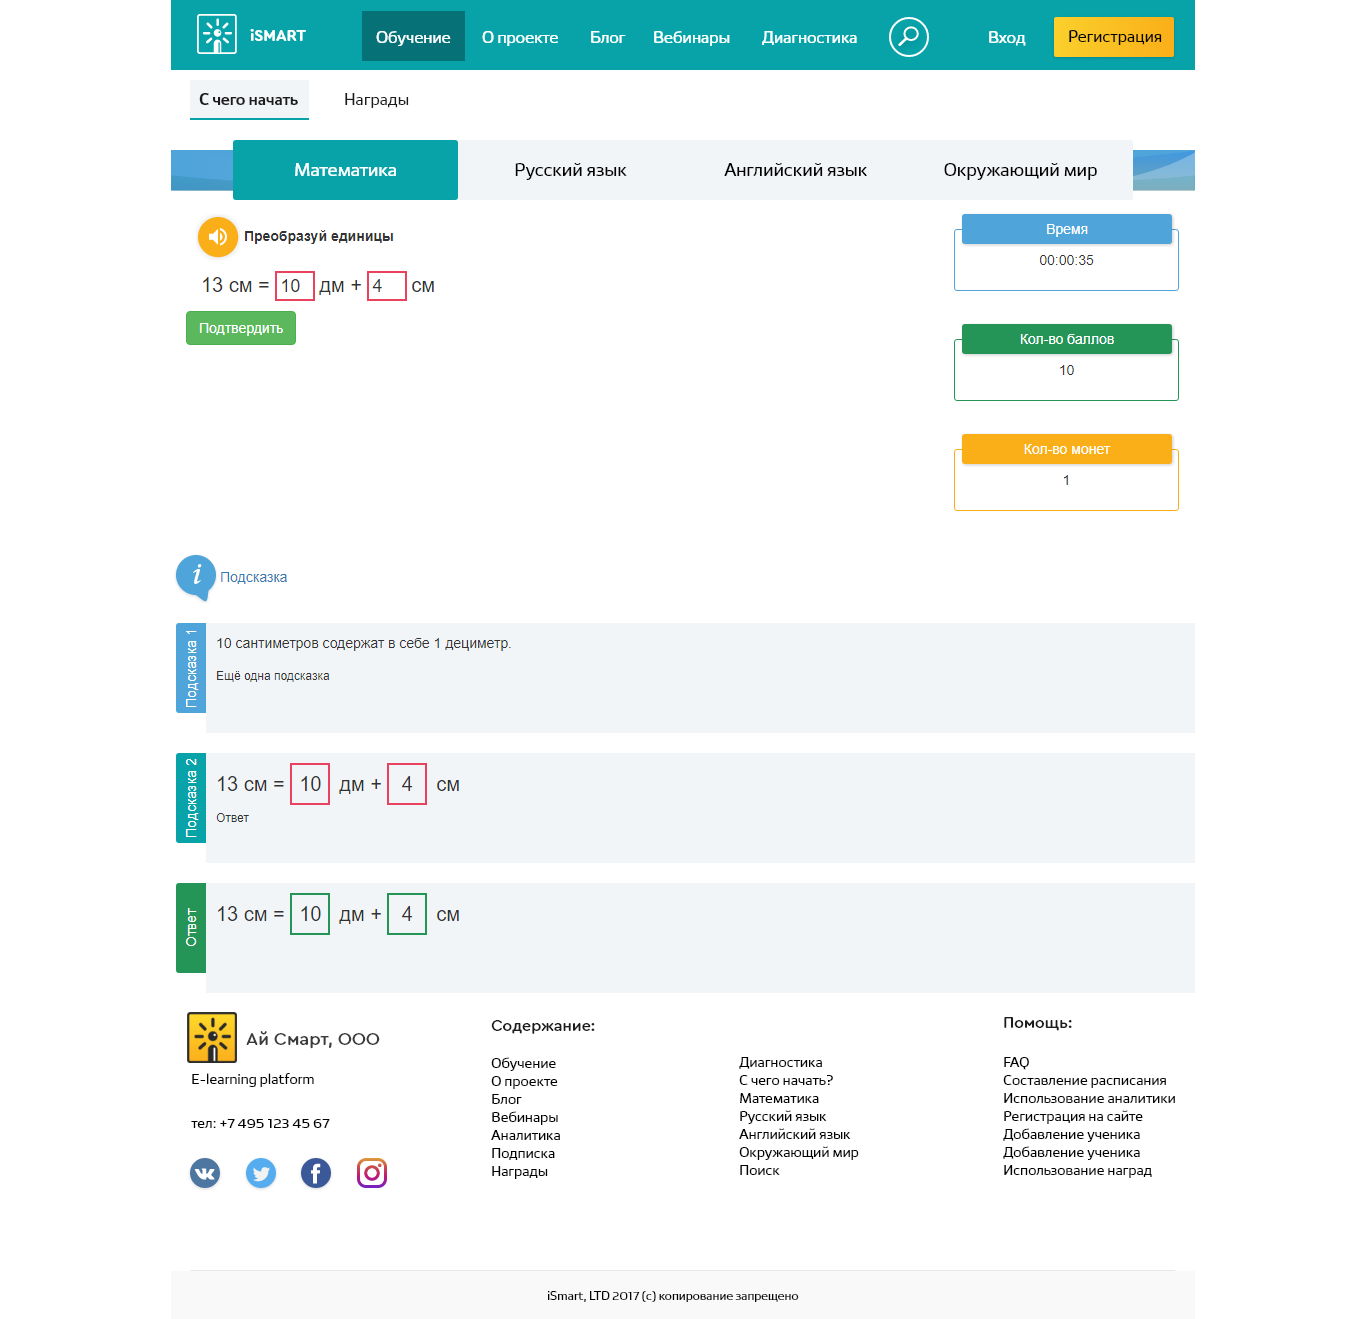 iSMART
Обучение О проекте Блог Вебинары Диагностика Вход Регистрация
С чего начать Награды
Математика Русский язык Английский язык Окружающий мир
Преобразуй единицы
13 см = 10 дм + 4 см
Подтвердить
Время
00:00:35
Кол-во баллов
10
Кол-во монет
1
i Подсказка
Подсказка 1
10 сантиметров содержат в себе 1 дециметр.
Ещё одна подсказка
Подсказка 2
13 см = 10 дм + 4 см
Ответ
Ответ
13 см = 10 дм + 4 см
Ай Смарт, ООО
E-learning platform
тел: +7 495 123 45 67
Содержание:
Обучение
О проекте
Блог
Вебинары
Аналитика
Подписка
Награды
Диагностика
С чего начать?
Математика
Русский язык
Английский язык
Окружающий мир
Поиск
Помощь:
FAQ
Составление расписания
Использование аналитики
Регистрация на сайте
Добавление ученика
Добавление ученика
Использование наград
iSmart, LTD 2017 (с) копирование запрещено